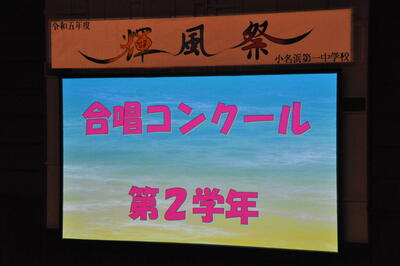 令和五年度
輝風祭
小名浜第一中学校
合唱コンクール
第2学年